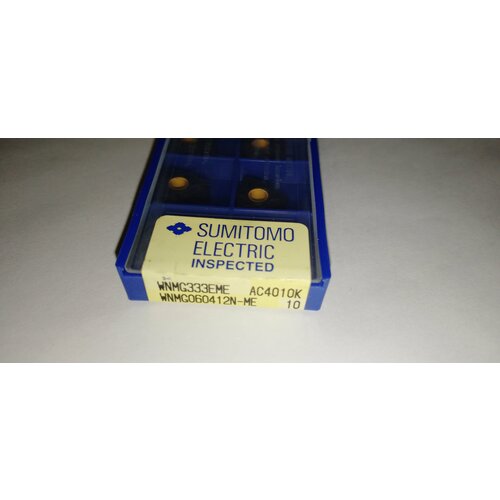 SUMITOMO
ELECTRIC
INSPECTED
WNMG333EME AC4010K
WNMG060412N-ME 10